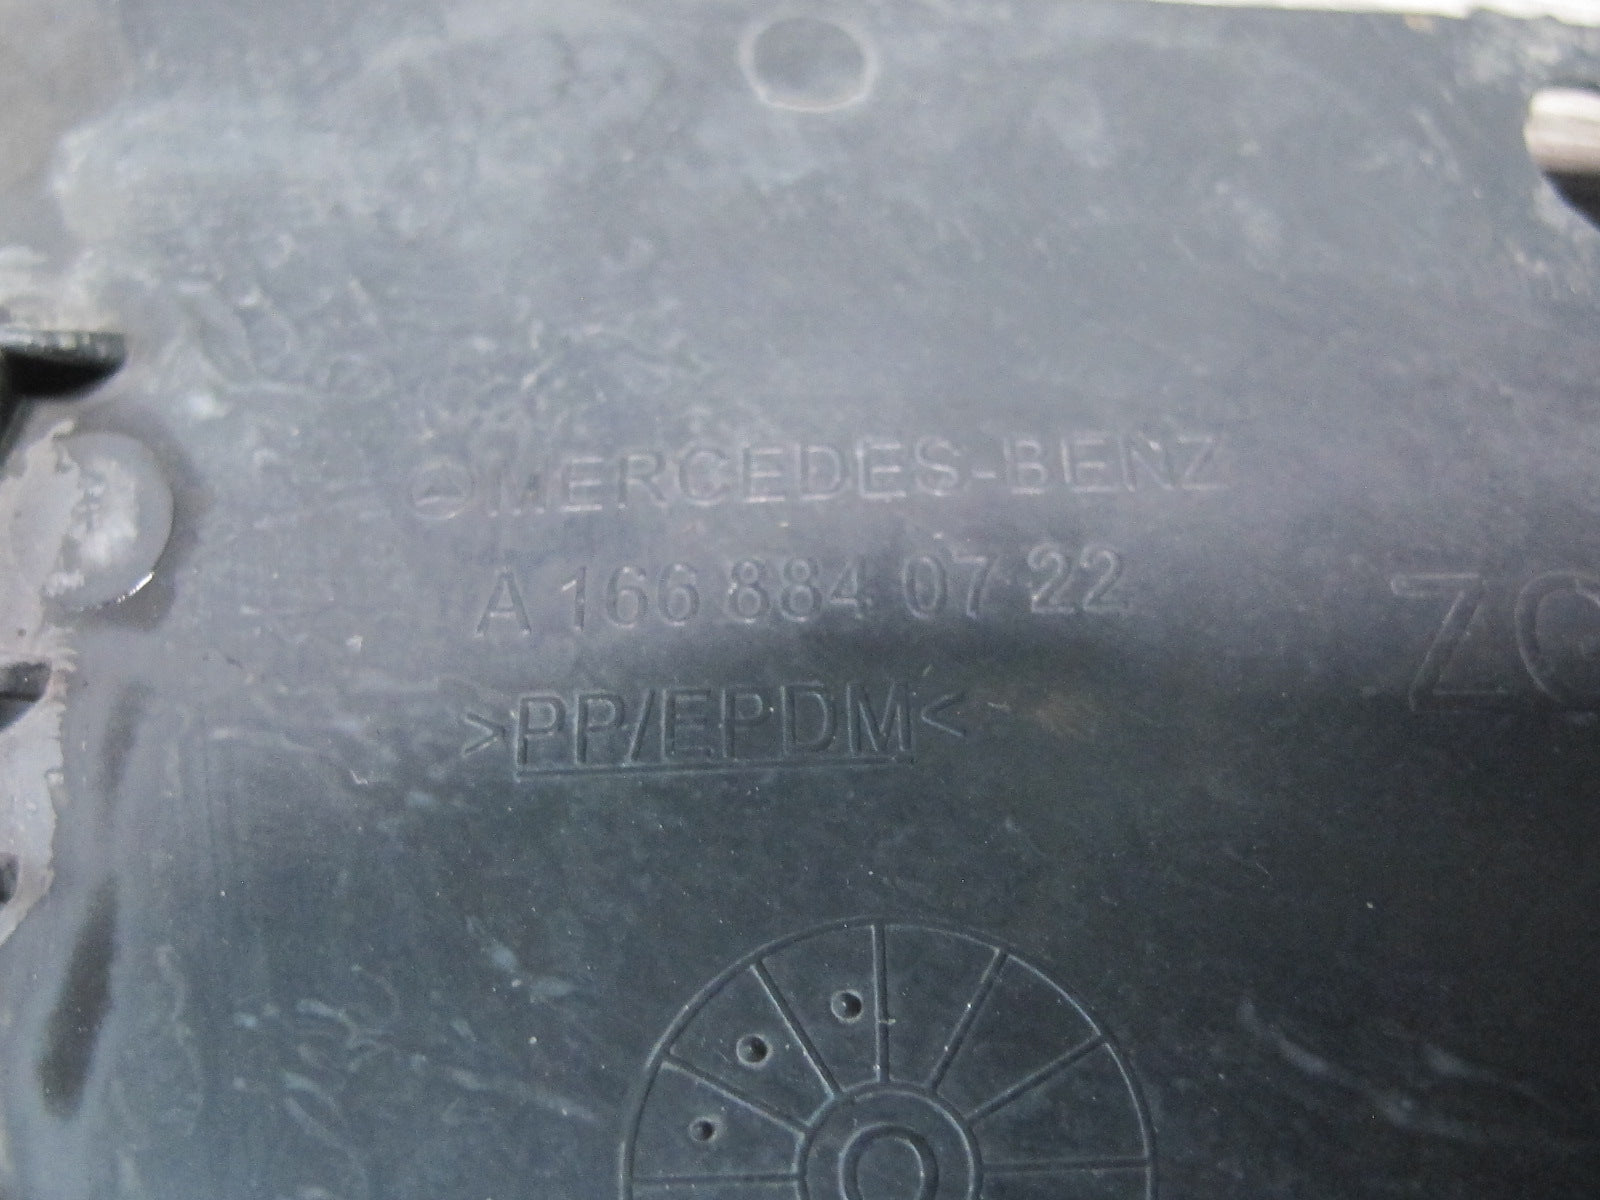 MERCEDES-BENZ
A 166 884 07 22
>PP/EPDM<